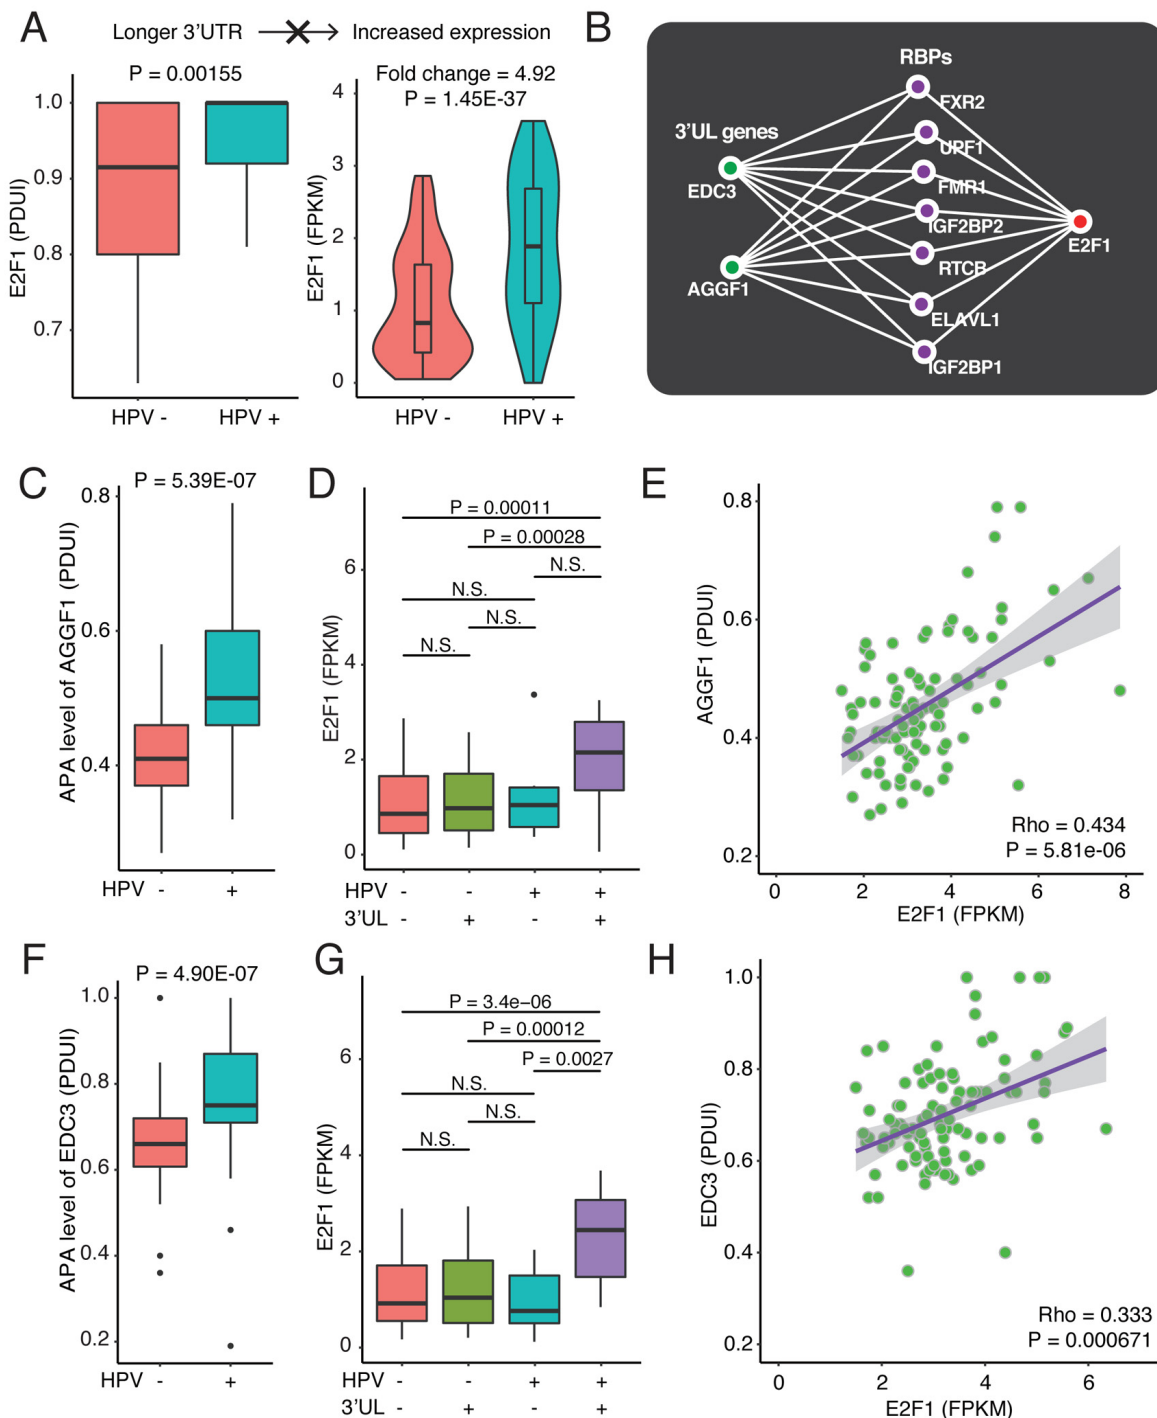 A
Longer 3'UTR
Increased expression
P = 0.00155
E2F1 (PDUI)
1.0
0.9
0.8
0.7
HPV -
HPV +
Fold change = 4.92
P = 1.45E-37
E2F1 (FPKM)
4
3
2
1
0
HPV -
HPV +
B
RBPs
3'UL genes
EDC3
AGGF1
FXR2
UPF1
FMR1
IGF2BP2
RTCB
ELAVL1
IGF2BP1
E2F1
C
P = 5.39E-07
APA level of AGGF1 (PDUI)
0.8
0.6
0.4
HPV - +
D
E2F1 (FPKM)
6
4
2
0
P = 0.00011
P = 0.00028
N.S.
N.S.
N.S.
N.S.
HPV - - + +
3'UL - + - +
E
AGGF1 (PDUI)
0.8
0.6
0.4
0.2
Rho = 0.434
P = 5.81e-06
0 2 4 6 8
E2F1 (FPKM)
F
P = 4.90E-07
APA level of EDC3 (PDUI)
1.0
0.8
0.6
0.4
0.2
HPV - +
G
E2F1 (FPKM)
6
4
2
0
P = 3.4e−06
P = 0.00012
P = 0.0027
N.S.
N.S.
N.S.
HPV - - + +
3'UL - + - +
H
EDC3 (PDUI)
1.0
0.8
0.6
0.4
0.2
Rho = 0.333
P = 0.000671
0 2 4 6
E2F1 (FPKM)